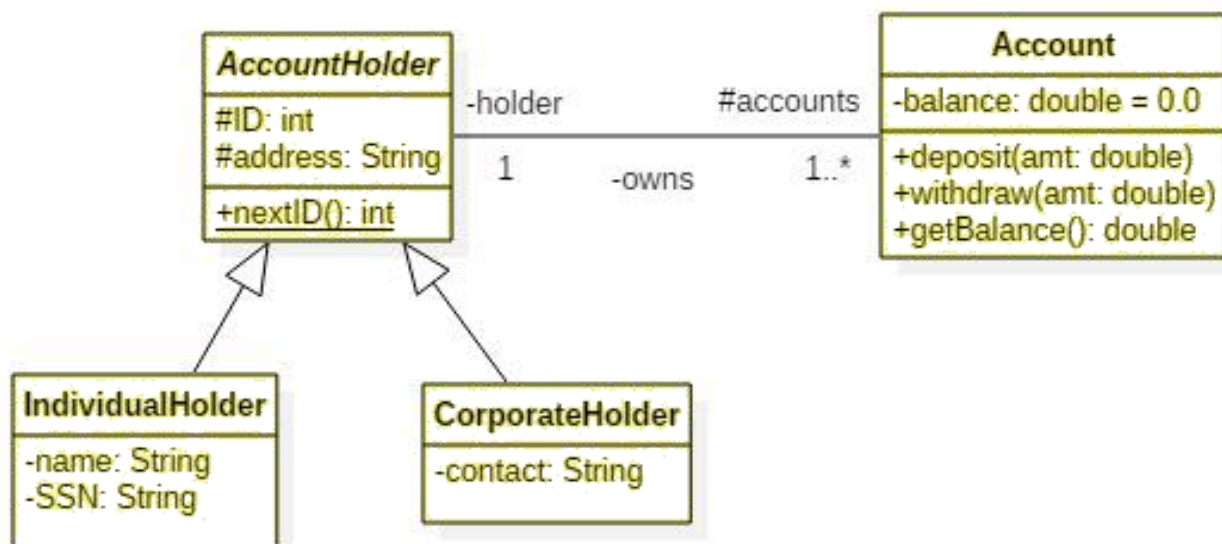 AccountHolder
#ID: int
#address: String
+nextID(): int
-holder
1
-owns
#accounts
1..*
Account
-balance: double = 0.0
+deposit(amt: double)
+withdraw(amt: double)
+getBalance(): double
IndividualHolder
-name: String
-SSN: String
CorporateHolder
-contact: String